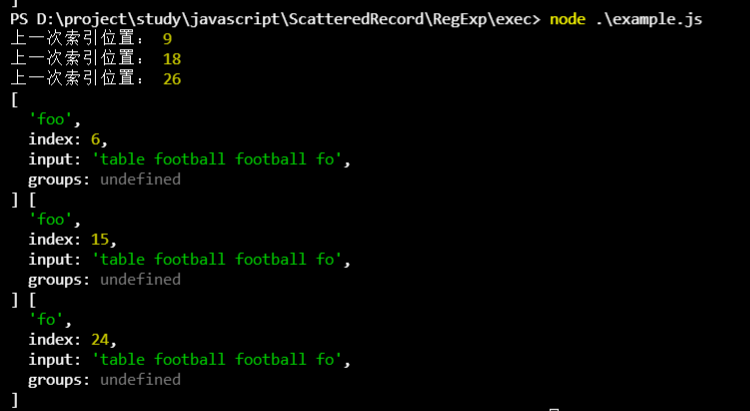 ]
PS D:\project\study\javascript\ScatteredRecord\RegExp\exec> node .\example.js
上一次索引位置： 9
上一次索引位置： 18
上一次索引位置： 26
[
  'foo',
  index: 6,
  input: 'table football football fo',
  groups: undefined
] [
  'foo',
  index: 15,
  input: 'table football football fo',
  groups: undefined
] [
  'fo',
  index: 24,
  input: 'table football football fo',
  groups: undefined
]